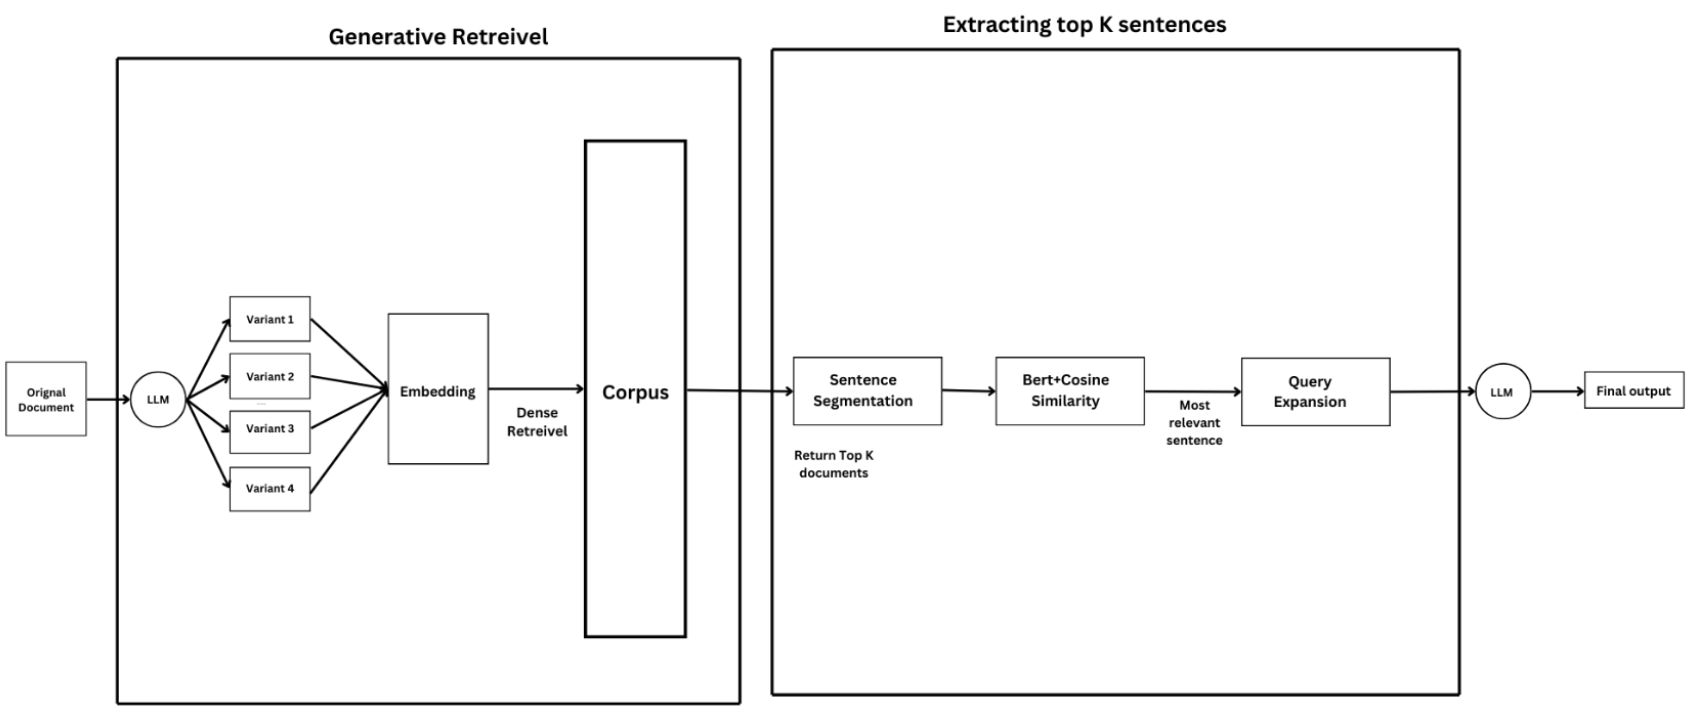 Generative Retreivel
Extracting top K sentences
Orignal
Document
LLM
Variant 1
Variant 2
....
Variant 3
Variant 4
Embedding
Dense
Retreivel
Corpus
Sentence
Segmentation
Return Top K
documents
Bert+Cosine
Similarity
Most
relevant
sentence
Query
Expansion
LLM
Final output